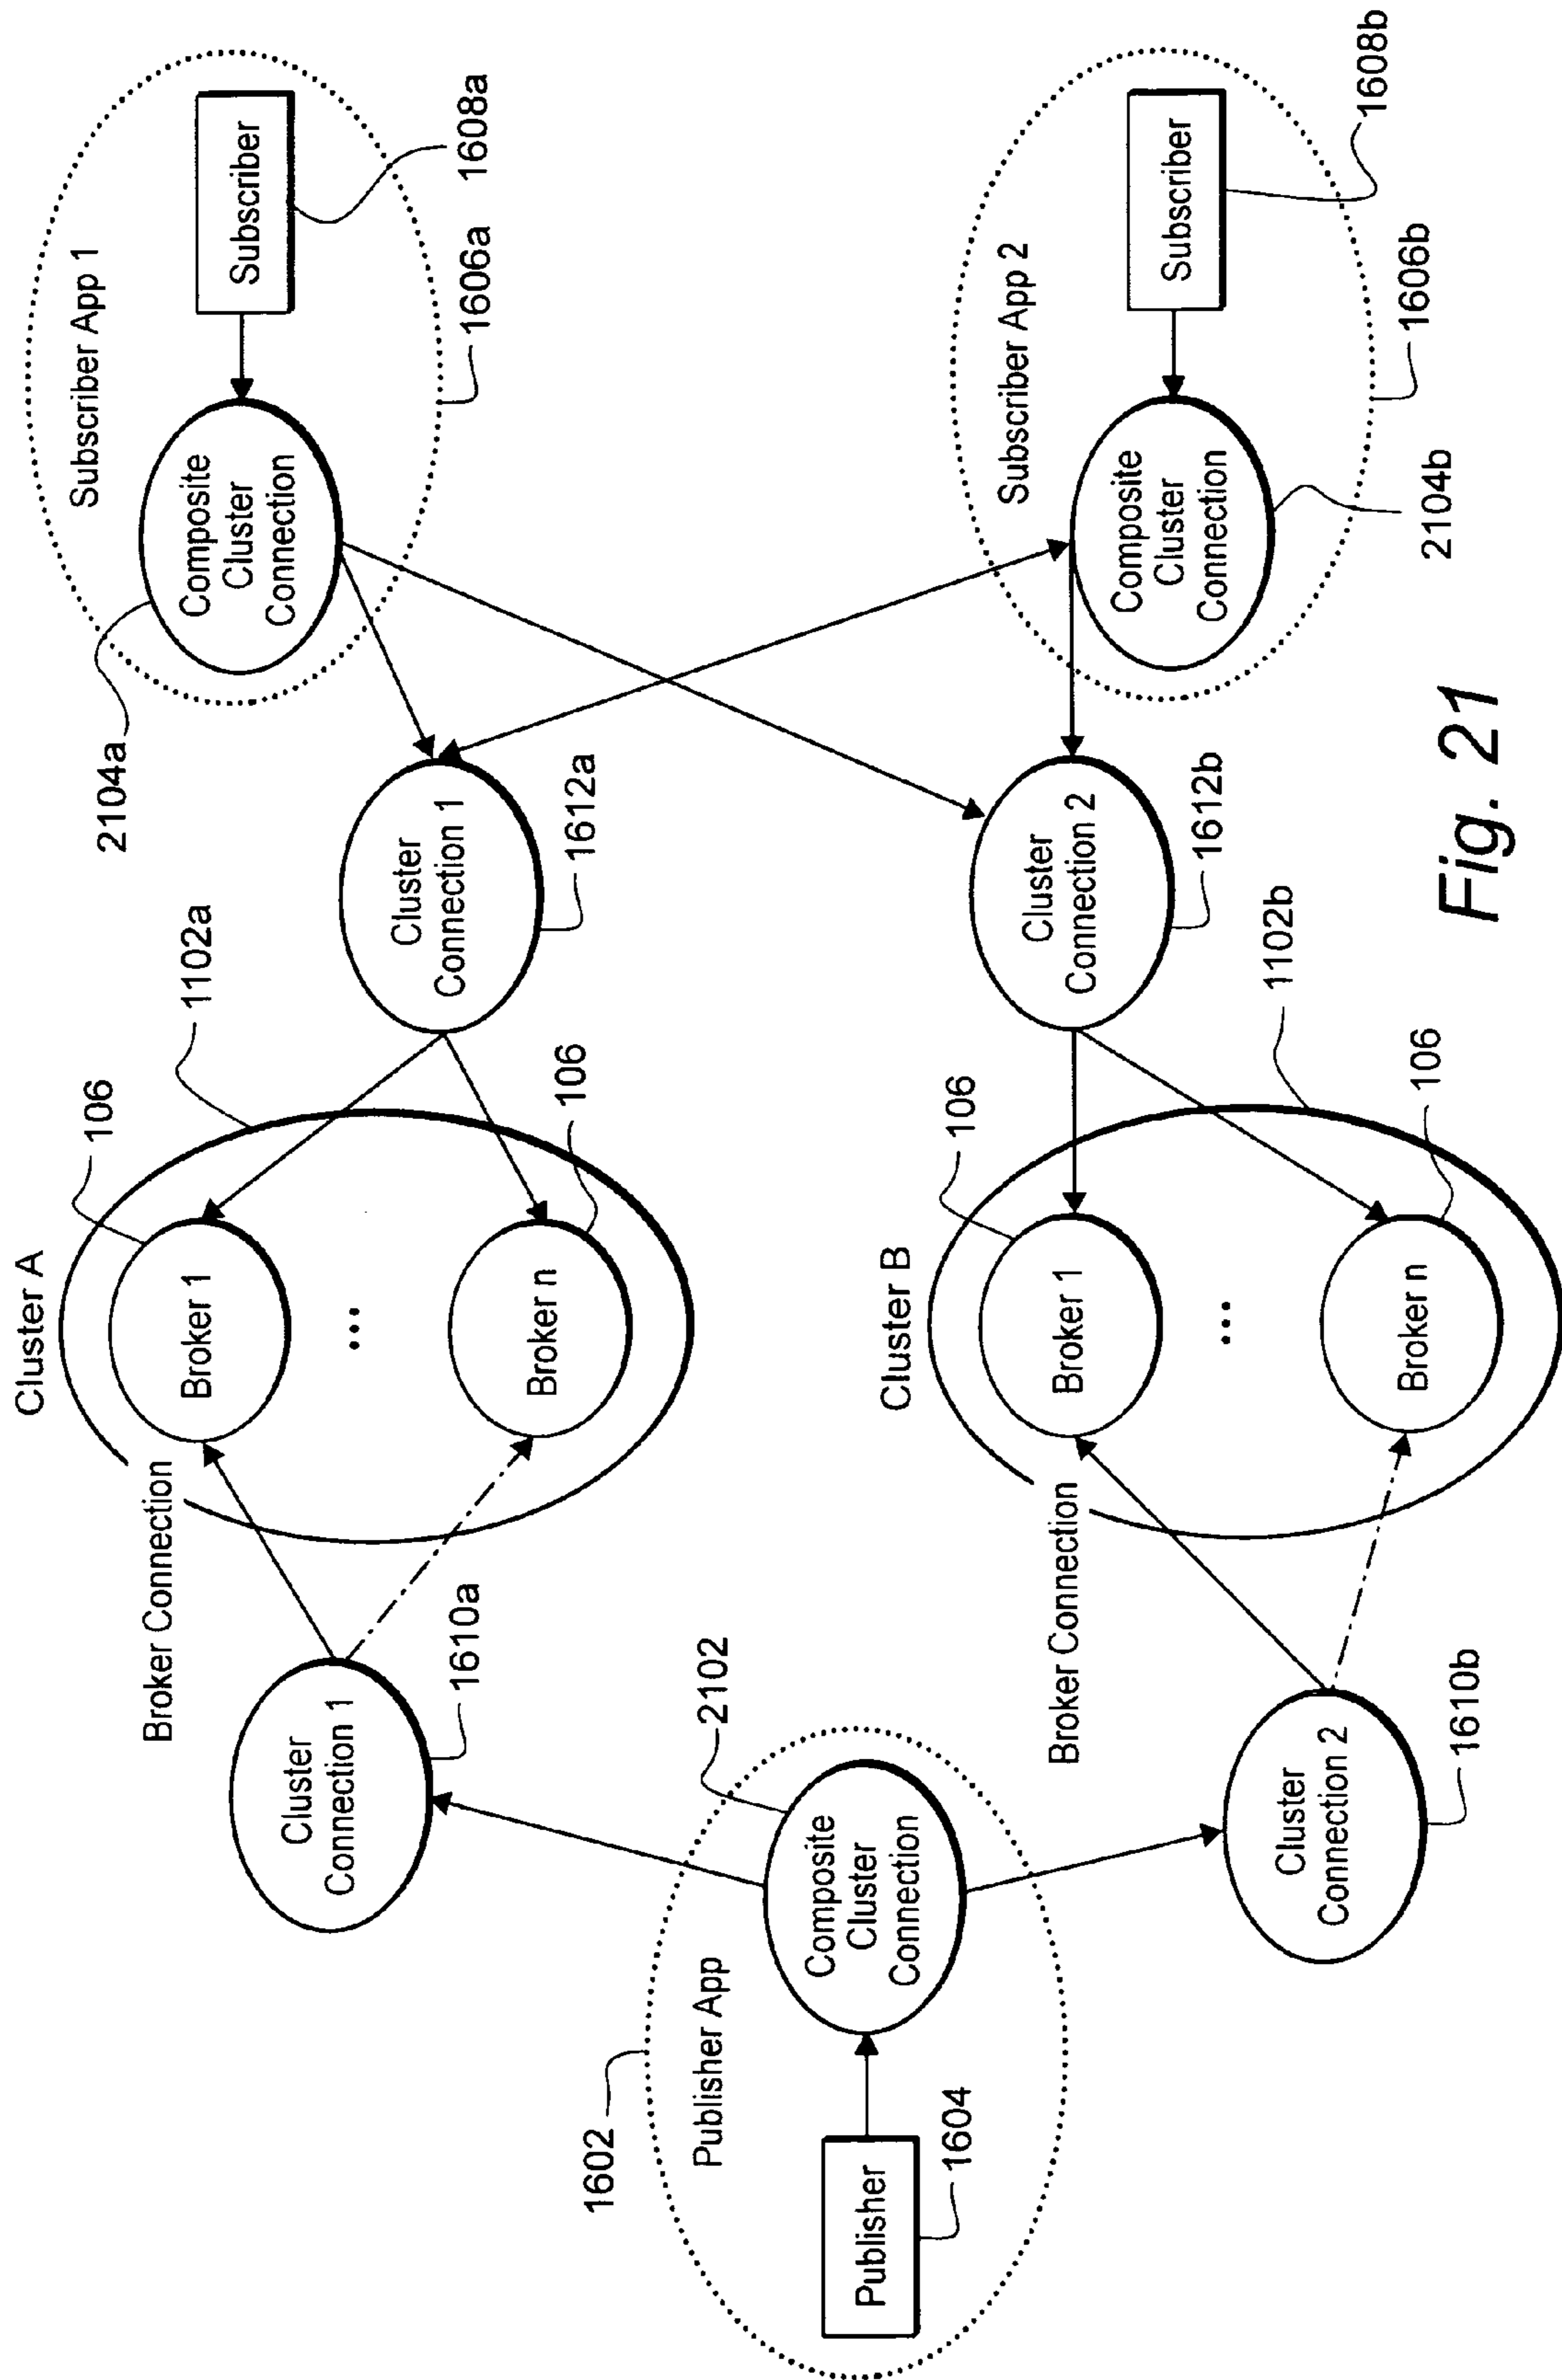 1602
Publisher App
Publisher
1604
Composite
Cluster
Connection
2102
Cluster
Connection 1
1610a
Cluster
Connection 2
1610b
Broker Connection
Broker Connection
Cluster A
Broker 1
...
Broker n
106
106
1102a
Cluster B
Broker 1
...
Broker n
106
106
1102b
Cluster
Connection 1
1612a
Cluster
Connection 2
1612b
2104a
Subscriber App 1
Composite
Cluster
Connection
Subscriber
1606a
1608a
Subscriber App 2
Composite
Cluster
Connection
Subscriber
2104b
1606b
1608b
Fig. 21